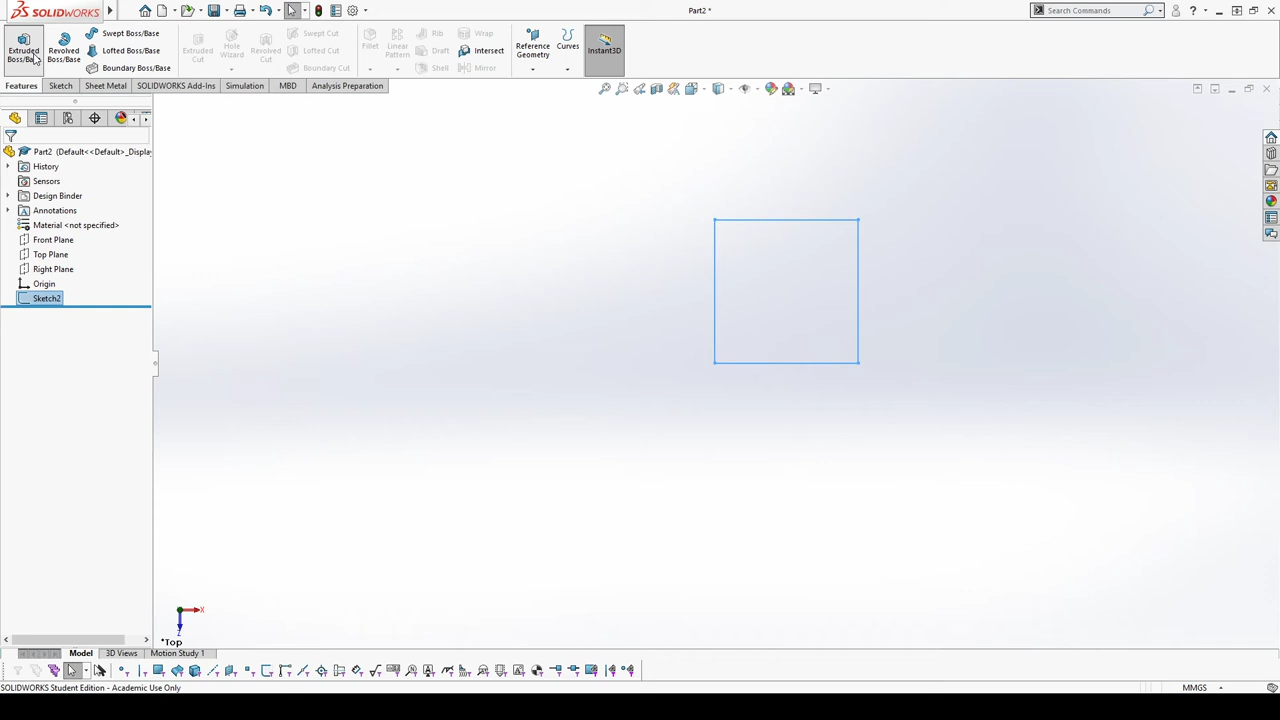 SOLIDWORKS
Part2 *
Search Commands
Extruded Boss/Base
Revolved Boss/Base
Swept Boss/Base
Lofted Boss/Base
Boundary Boss/Base
Extruded Cut
Hole Wizard
Revolved Cut
Swept Cut
Lofted Cut
Boundary Cut
Fillet
Linear Pattern
Rib
Draft
Shell
Wrap
Intersect
Mirror
Reference Geometry
Curves
Instant3D
Features
Sketch
Sheet Metal
SOLIDWORKS Add-Ins
Simulation
MBD
Analysis Preparation
Part2 (Default<<Default>_Displa
History
Sensors
Design Binder
Annotations
Material <not specified>
Front Plane
Top Plane
Right Plane
Origin
Sketch2
X
Z
*Top
Model
3D Views
Motion Study 1
SOLIDWORKS Student Edition - Academic Use Only
MMGS